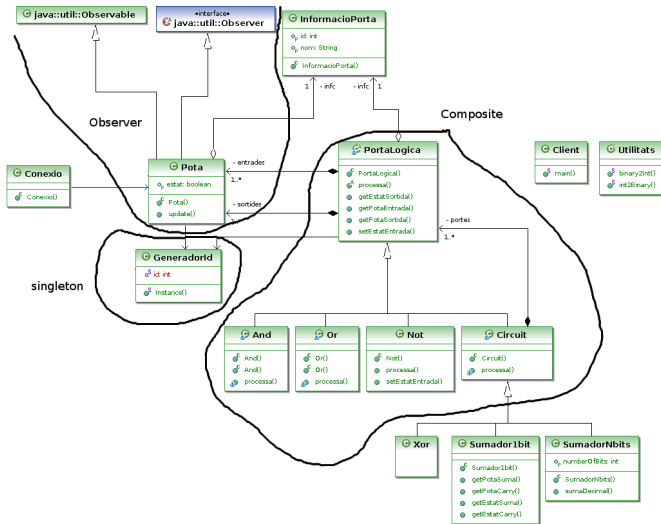 java::util::Observable
«interface»
java::util::Observer
InformacioPorta
id: int
nom: String
InformacioPorta()
1
- infc
- infc
1
Observer
Composite
Conexio
Conexio()
Pota
estat: boolean
Pota()
update()
- entrades
1..*
- sortides
PortaLogica
PortaLogica()
processa()
getEstatSortida()
getPotaEntrada()
getPotaSortida()
setEstatEntrada()
- portes
1..*
Client
main()
Utilitats
binary2Int()
int2Binary()
singleton
GeneradorId
id: int
Instance()
And
And()
And()
processa()
Or
Or()
Or()
processa()
Not
Not()
processa()
setEstatEntrada()
Circuit
Circuit()
processa()
Xor
Sumador1bit
Sumador1bit()
getPotaSuma()
getPotaCarry()
getEstatSuma()
getEstatCarry()
SumadorNbits
numberOfBits: int
SumadorNbits()
sumaDecimal()